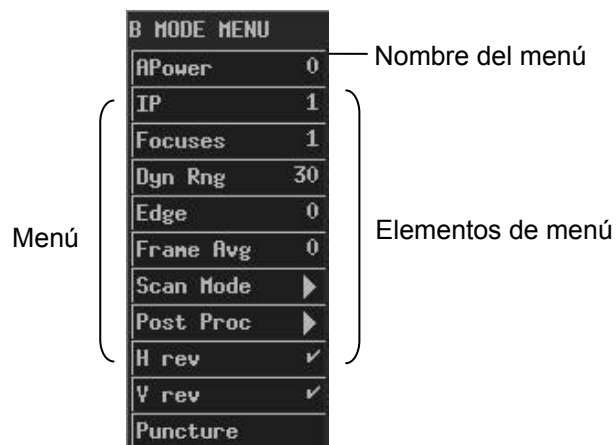 B MODE MENU
Nombre del menú
APower 0
IP 1
Focuses 1
Dyn Rng 30
Edge 0
Menú
Elementos de menú
Frame Avg 0
Scan Mode ▶
Post Proc ▶
H rev ✔
V rev ✔
Puncture